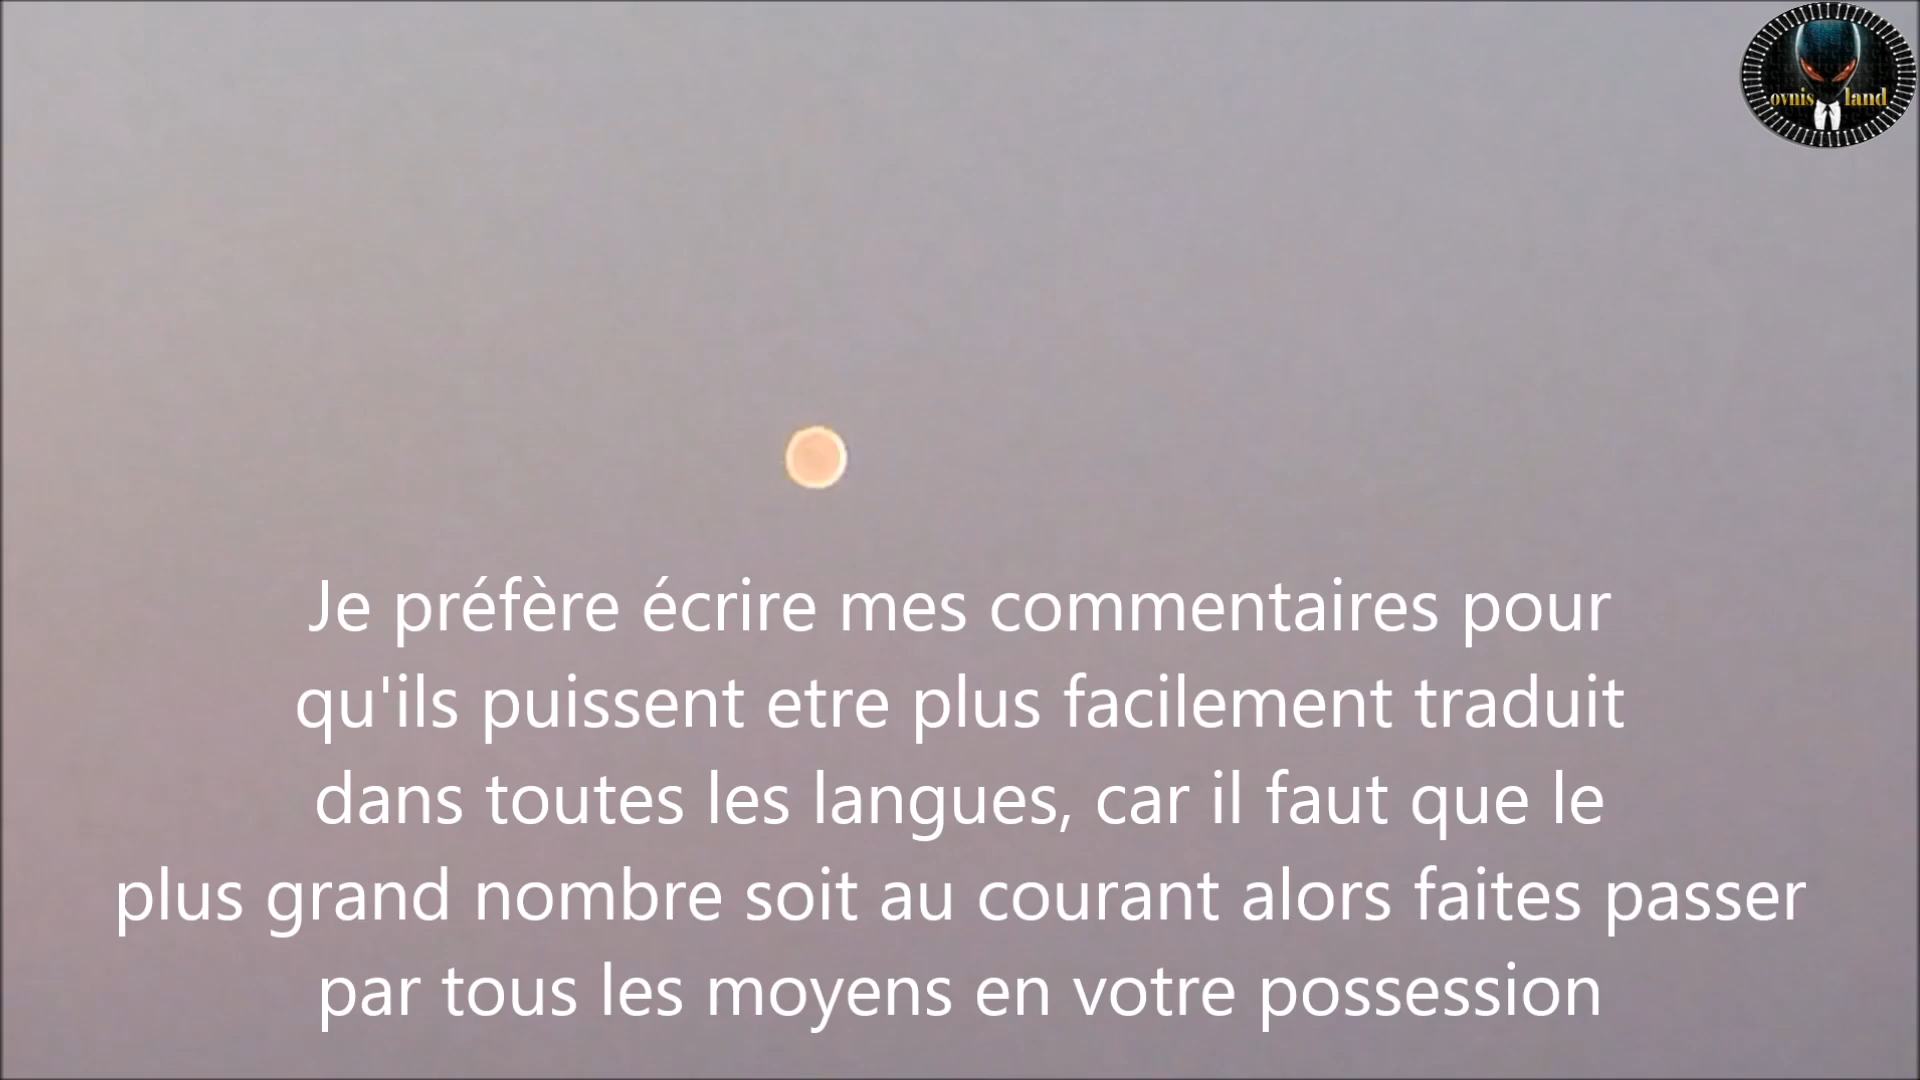 ovnis land
Je préfère écrire mes commentaires pour
qu'ils puissent etre plus facilement traduit
dans toutes les langues, car il faut que le
plus grand nombre soit au courant alors faites passer
par tous les moyens en votre possession